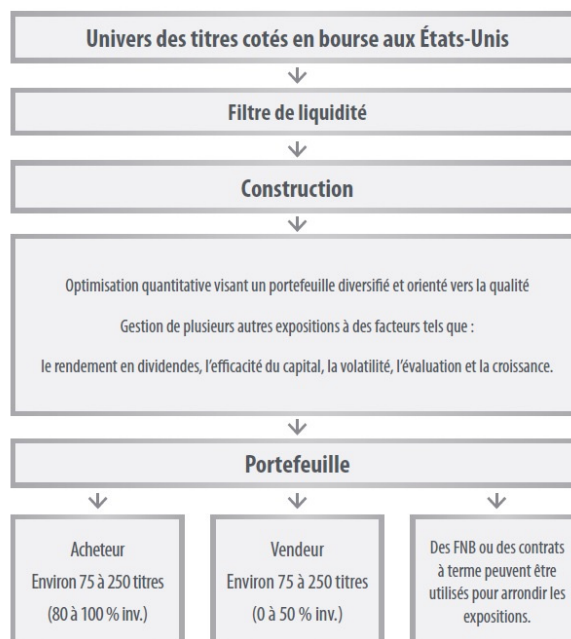 Univers des titres cotés en bourse aux États-Unis
Filtre de liquidité
Construction
Optimisation quantitative visant un portefeuille diversifié et orienté vers la qualité
Gestion de plusieurs autres expositions à des facteurs tels que :
le rendement en dividendes, l’efficacité du capital, la volatilité, l’évaluation et la croissance.
Portefeuille
Acheteur
Environ 75 à 250 titres
(80 à 100 % inv.)
Vendeur
Environ 75 à 250 titres
(0 à 50 % inv.)
Des FNB ou des contrats
à terme peuvent être
utilisés pour arrondir les
expositions.